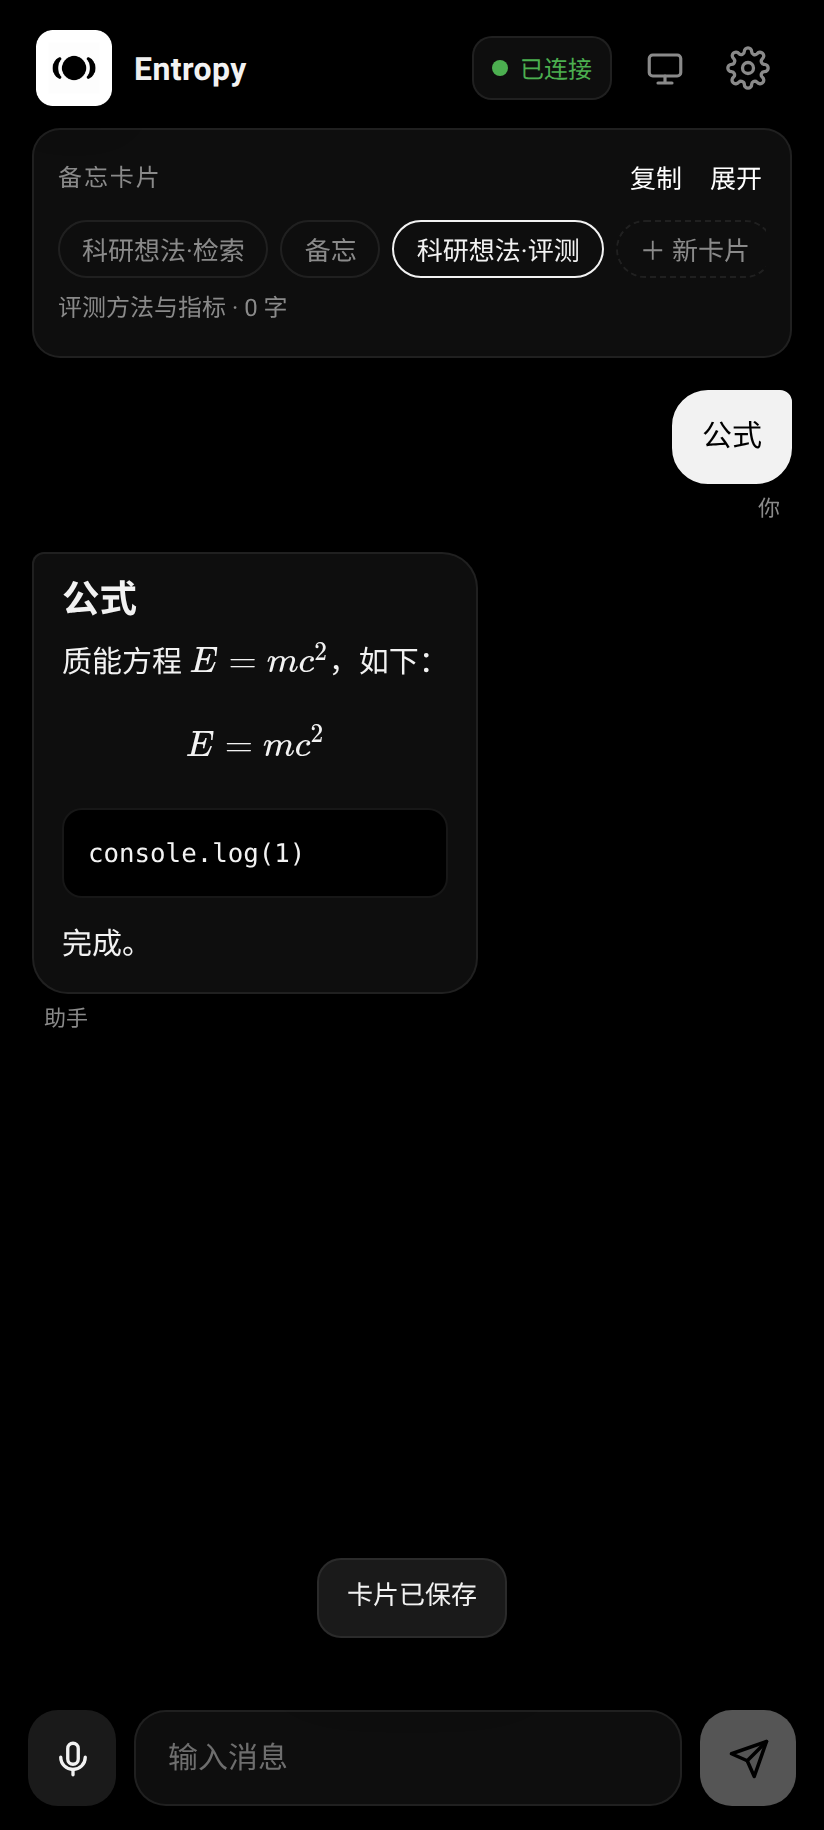 Entropy
已连接
备忘卡片
复制 展开
科研想法·检索 备忘 科研想法·评测 + 新卡片
评测方法与指标 · 0 字
公式
你
公式
质能方程 E = mc²，如下：
E = mc²
console.log(1)
完成。
助手
卡片已保存
输入消息